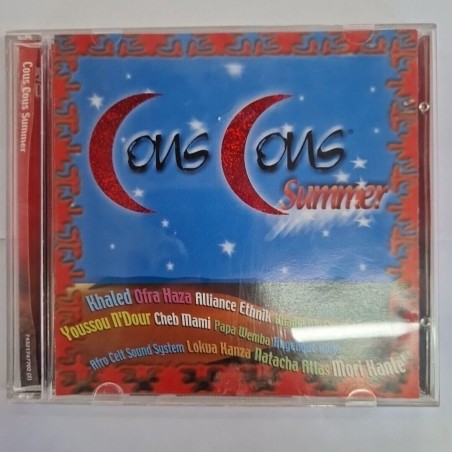 Cous Cous Summer
Cous Cous
Summer
Khaled Ofra Haza Alliance Ethnik
Youssou N'Dour Cheb Mami Papa Wemba
Afro Celt Sound System Lokua Kanza Natacha Atlas Mori Kante'